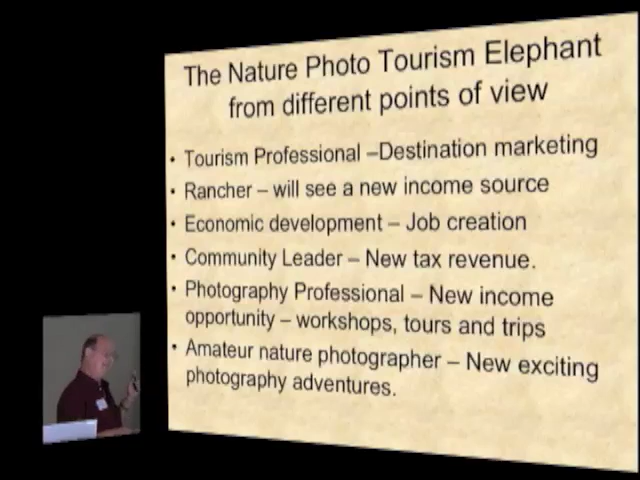 The Nature Photo Tourism Elephant
from different points of view
• Tourism Professional –Destination marketing
• Rancher – will see a new income source
• Economic development – Job creation
• Community Leader – New tax revenue.
• Photography Professional – New income
opportunity – workshops, tours and trips
• Amateur nature photographer – New exciting
photography adventures.